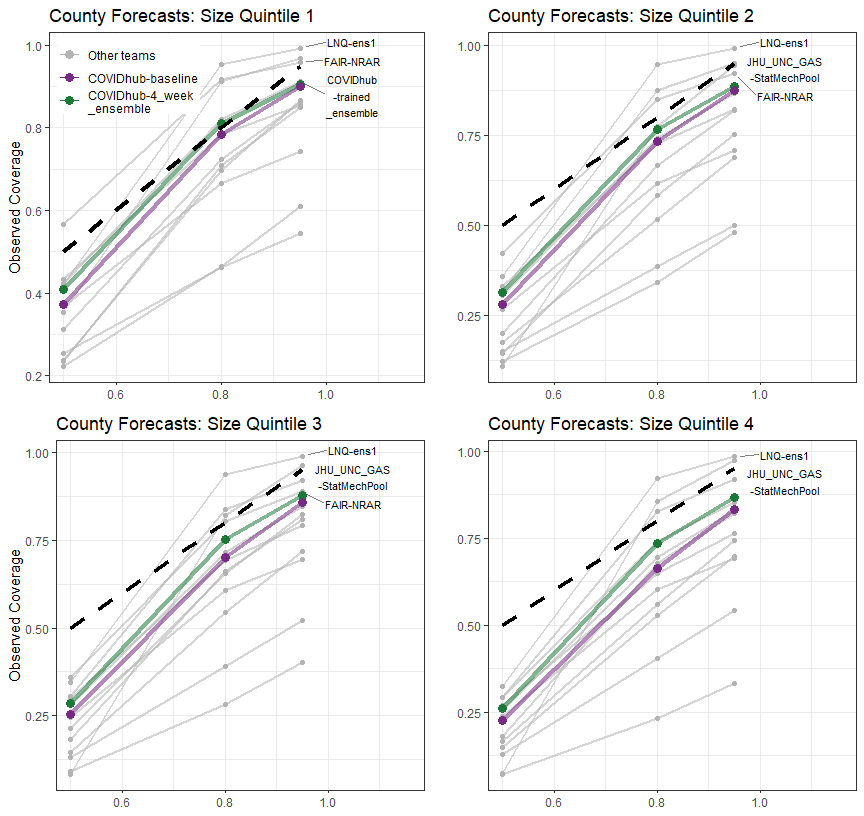 County Forecasts: Size Quintile 1
Observed Coverage
1.0
0.8
0.6
0.4
0.2
Other teams
COVIDhub-baseline
COVIDhub-4_week
_ensemble
LNQ-ens1
FAIR-NRAR
COVIDhub
-trained
_ensemble
0.6 0.8 1.0
County Forecasts: Size Quintile 2
1.00
0.75
0.50
0.25
LNQ-ens1
JHU_UNC_GAS
-StatMechPool
FAIR-NRAR
0.6 0.8 1.0
County Forecasts: Size Quintile 3
Observed Coverage
1.00
0.75
0.50
0.25
LNQ-ens1
JHU_UNC_GAS
-StatMechPool
FAIR-NRAR
0.6 0.8 1.0
County Forecasts: Size Quintile 4
1.00
0.75
0.50
0.25
LNQ-ens1
JHU_UNC_GAS
-StatMechPool
0.6 0.8 1.0